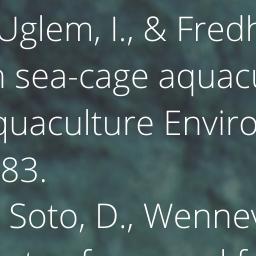 Uglem, I., & Fredh
sea-cage aquacu
quaculture Enviro
83.
Soto, D., Wennev